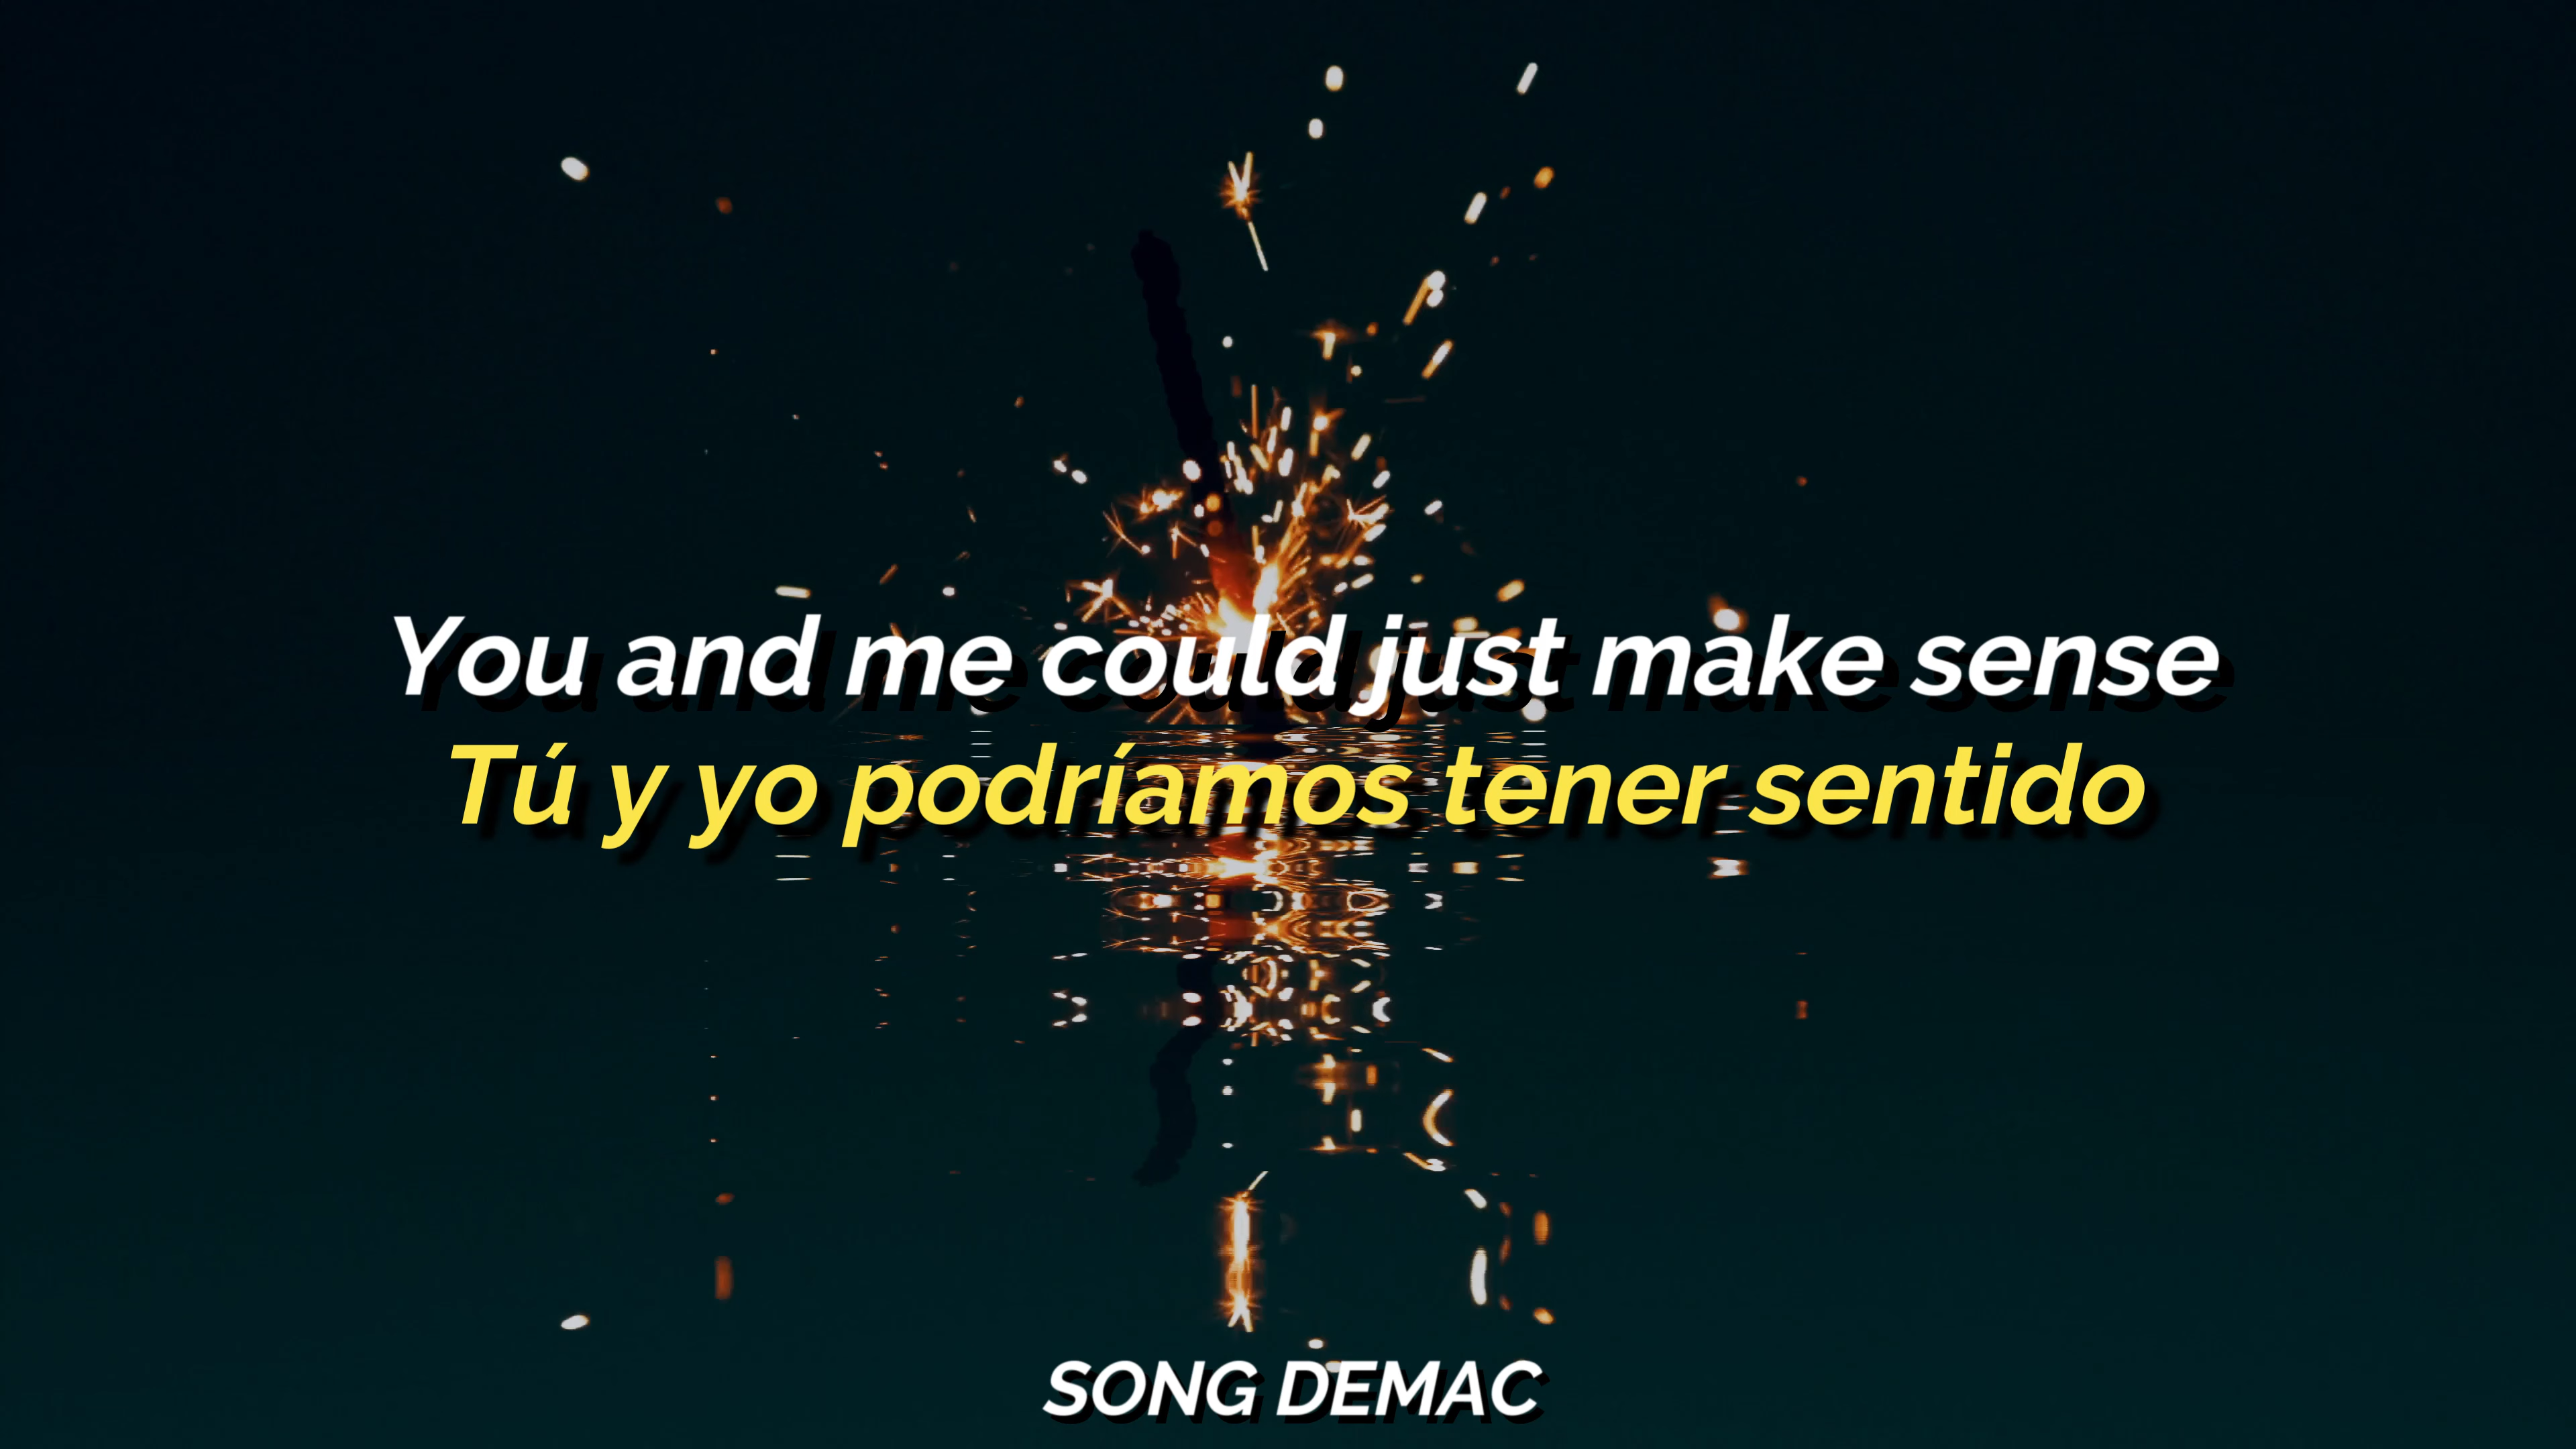 You and me could just make sense
Tú y yo podríamos tener sentido
SONG DEMAC